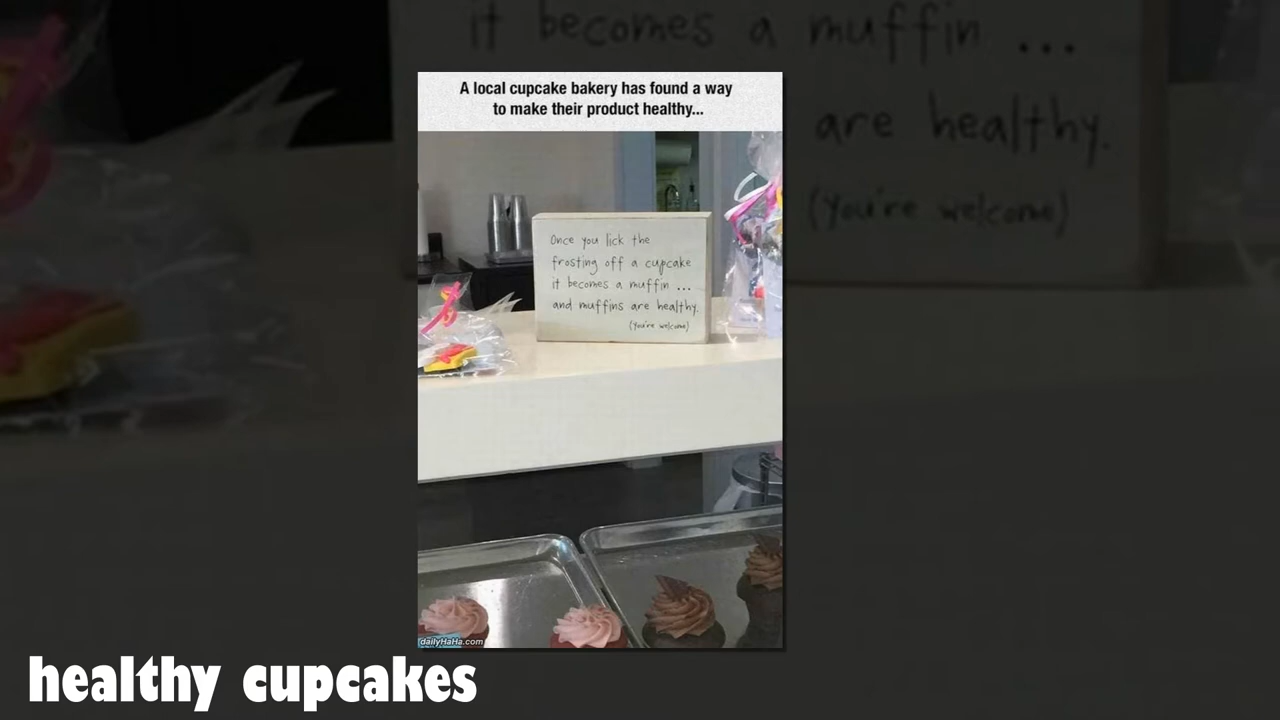 it becomes a muffin ...
are healthy.
(you're welcome)
A local cupcake bakery has found a way
to make their product healthy...
Once you lick the
frosting off a cupcake
it becomes a muffin ...
and muffins are healthy.
(you're welcome)
dailyHaHa.com
healthy cupcakes